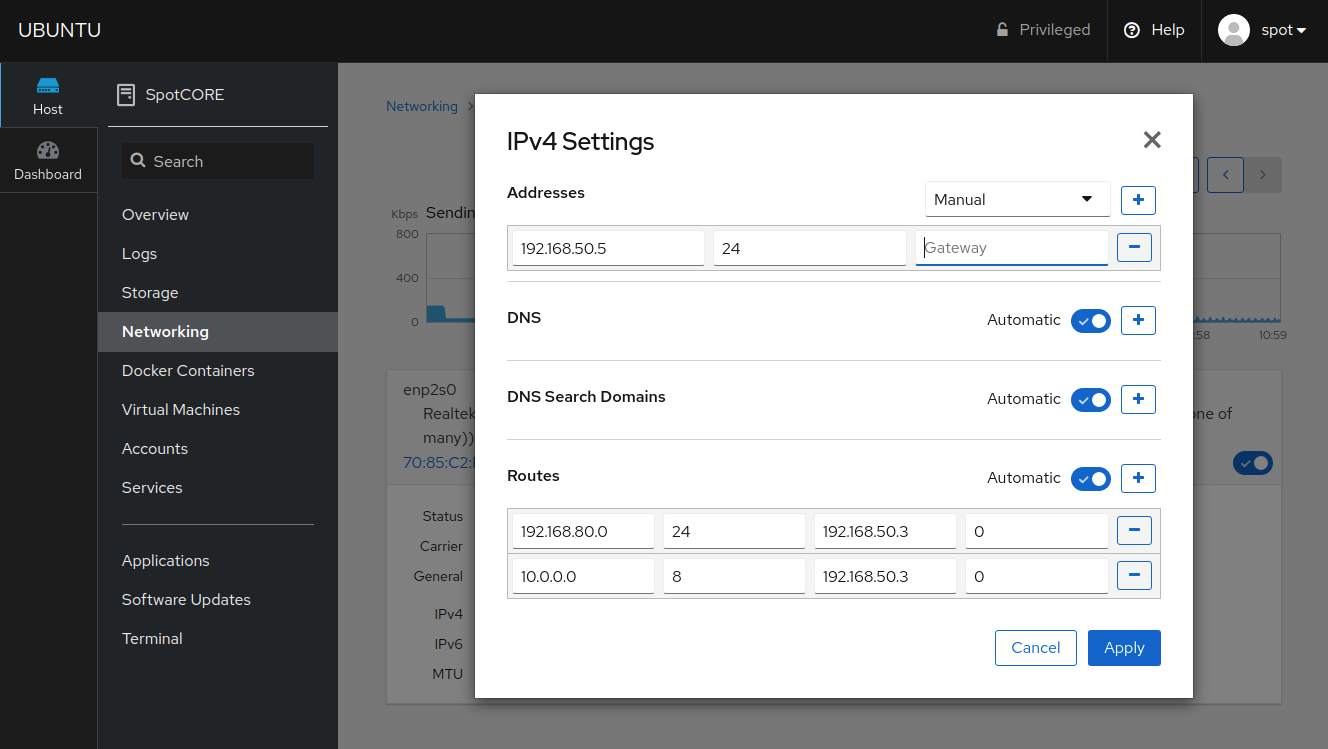 UBUNTU
Privileged
Help
spot
Host
Dashboard
SpotCORE
Search
Overview
Logs
Storage
Networking
Docker Containers
Virtual Machines
Accounts
Services
Applications
Software Updates
Terminal
Networking
Kbps
800
400
0
:58
10:59
enp2s0
one of
many))
70:85:C2:
Status
Carrier
General
IPv4
IPv6
MTU
IPv4 Settings
Addresses
Manual
192.168.50.5
24
Gateway
DNS
Automatic
DNS Search Domains
Automatic
Routes
Automatic
192.168.80.0
24
192.168.50.3
0
10.0.0.0
8
192.168.50.3
0
Cancel
Apply